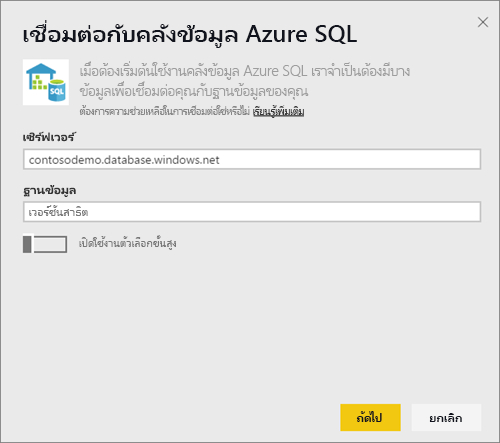 เชื่อมต่อกับคลังข้อมูล Azure SQL
เมื่อต้องเริ่มต้นใช้งานคลังข้อมูล Azure SQL เราจำเป็นต้องมีบาง
ข้อมูลเพื่อเชื่อมต่อคุณกับฐานข้อมูลของคุณ
ต้องการความช่วยเหลือในการเชื่อมต่อใช่หรือไม่ เรียนรู้เพิ่มเติม
SQL
เซิร์ฟเวอร์
contosodemo.database.windows.net
ฐานข้อมูล
เวอร์ชันสาธิต
เปิดใช้งานตัวเลือกขั้นสูง
ถัดไป
ยกเลิก